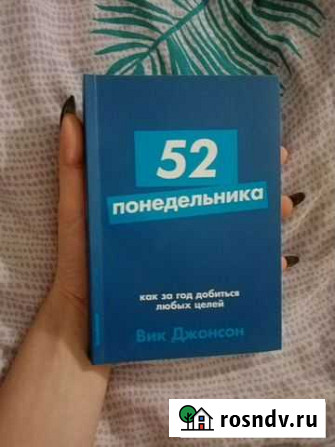 52
понедельника
как за год добиться
любых целей
Вик Джонсон
rosndv.ru